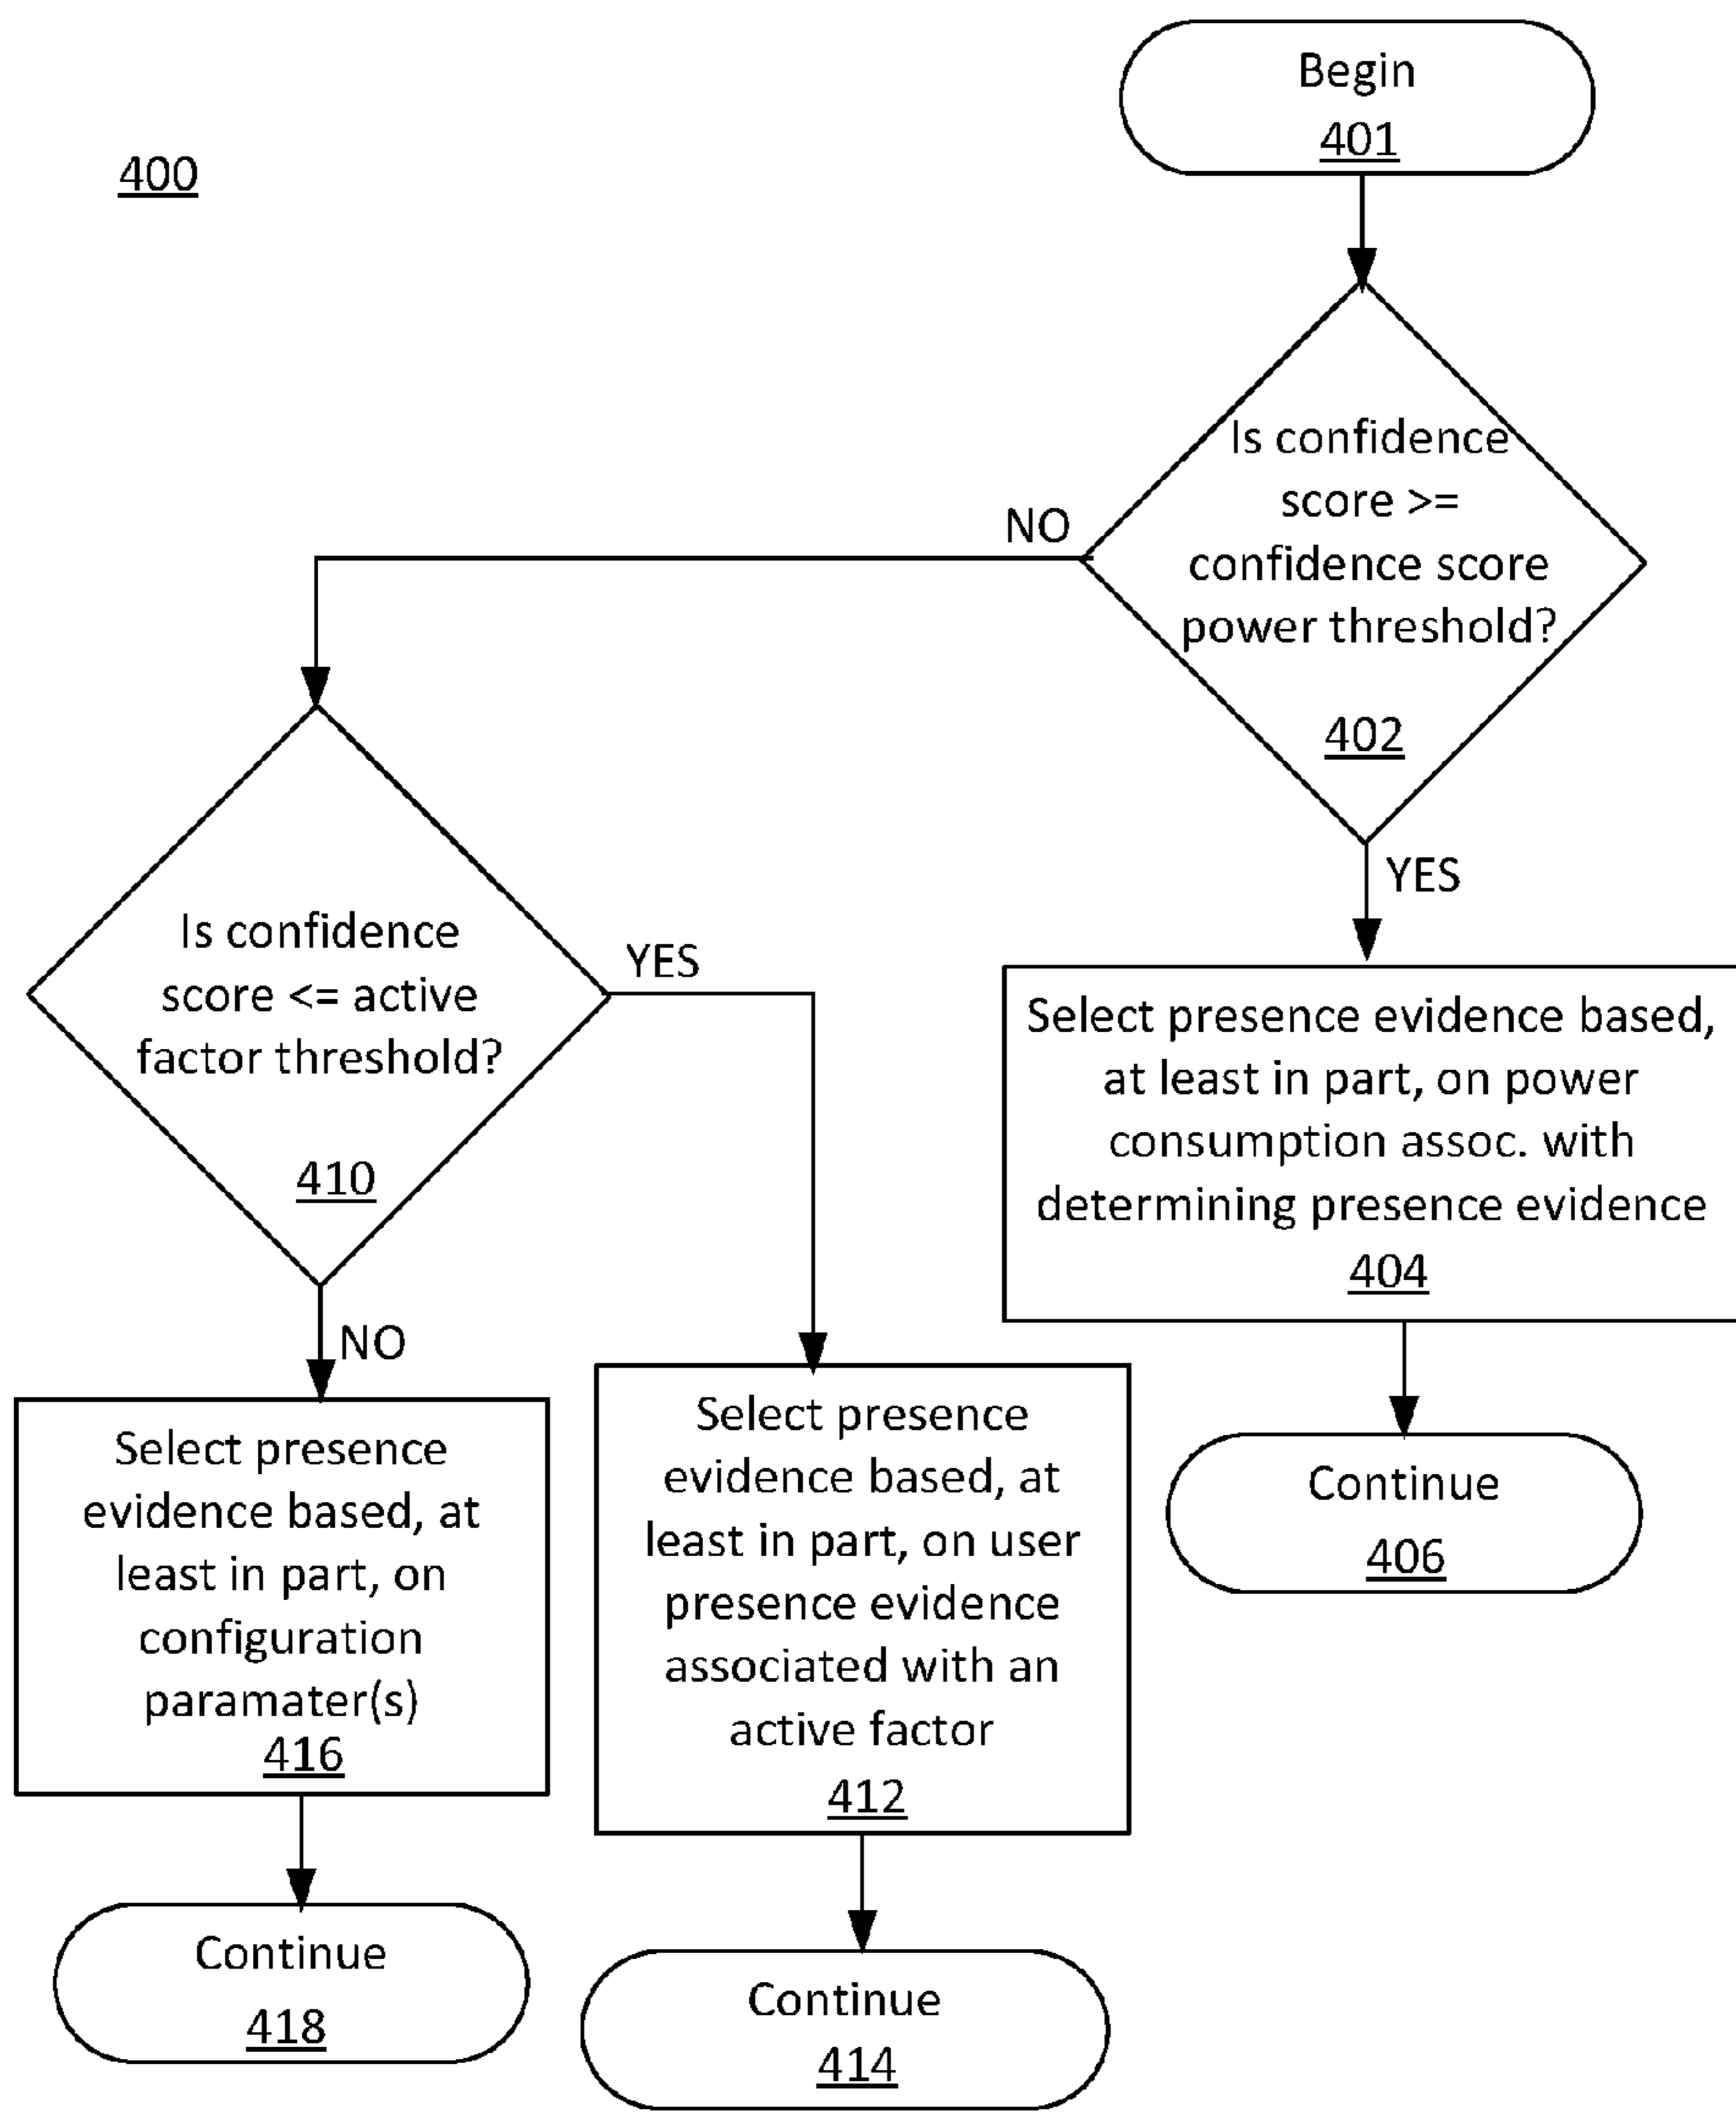 400
Begin
401
Is confidence
score >=
confidence score
power threshold?
402
NO
YES
Is confidence
score <= active
factor threshold?
410
YES
NO
Select presence evidence based,
at least in part, on power
consumption assoc. with
determining presence evidence
404
Continue
406
Select presence
evidence based, at
least in part, on user
presence evidence
associated with an
active factor
412
Continue
414
Select presence
evidence based, at
least in part, on
configuration
paramater(s)
416
Continue
418